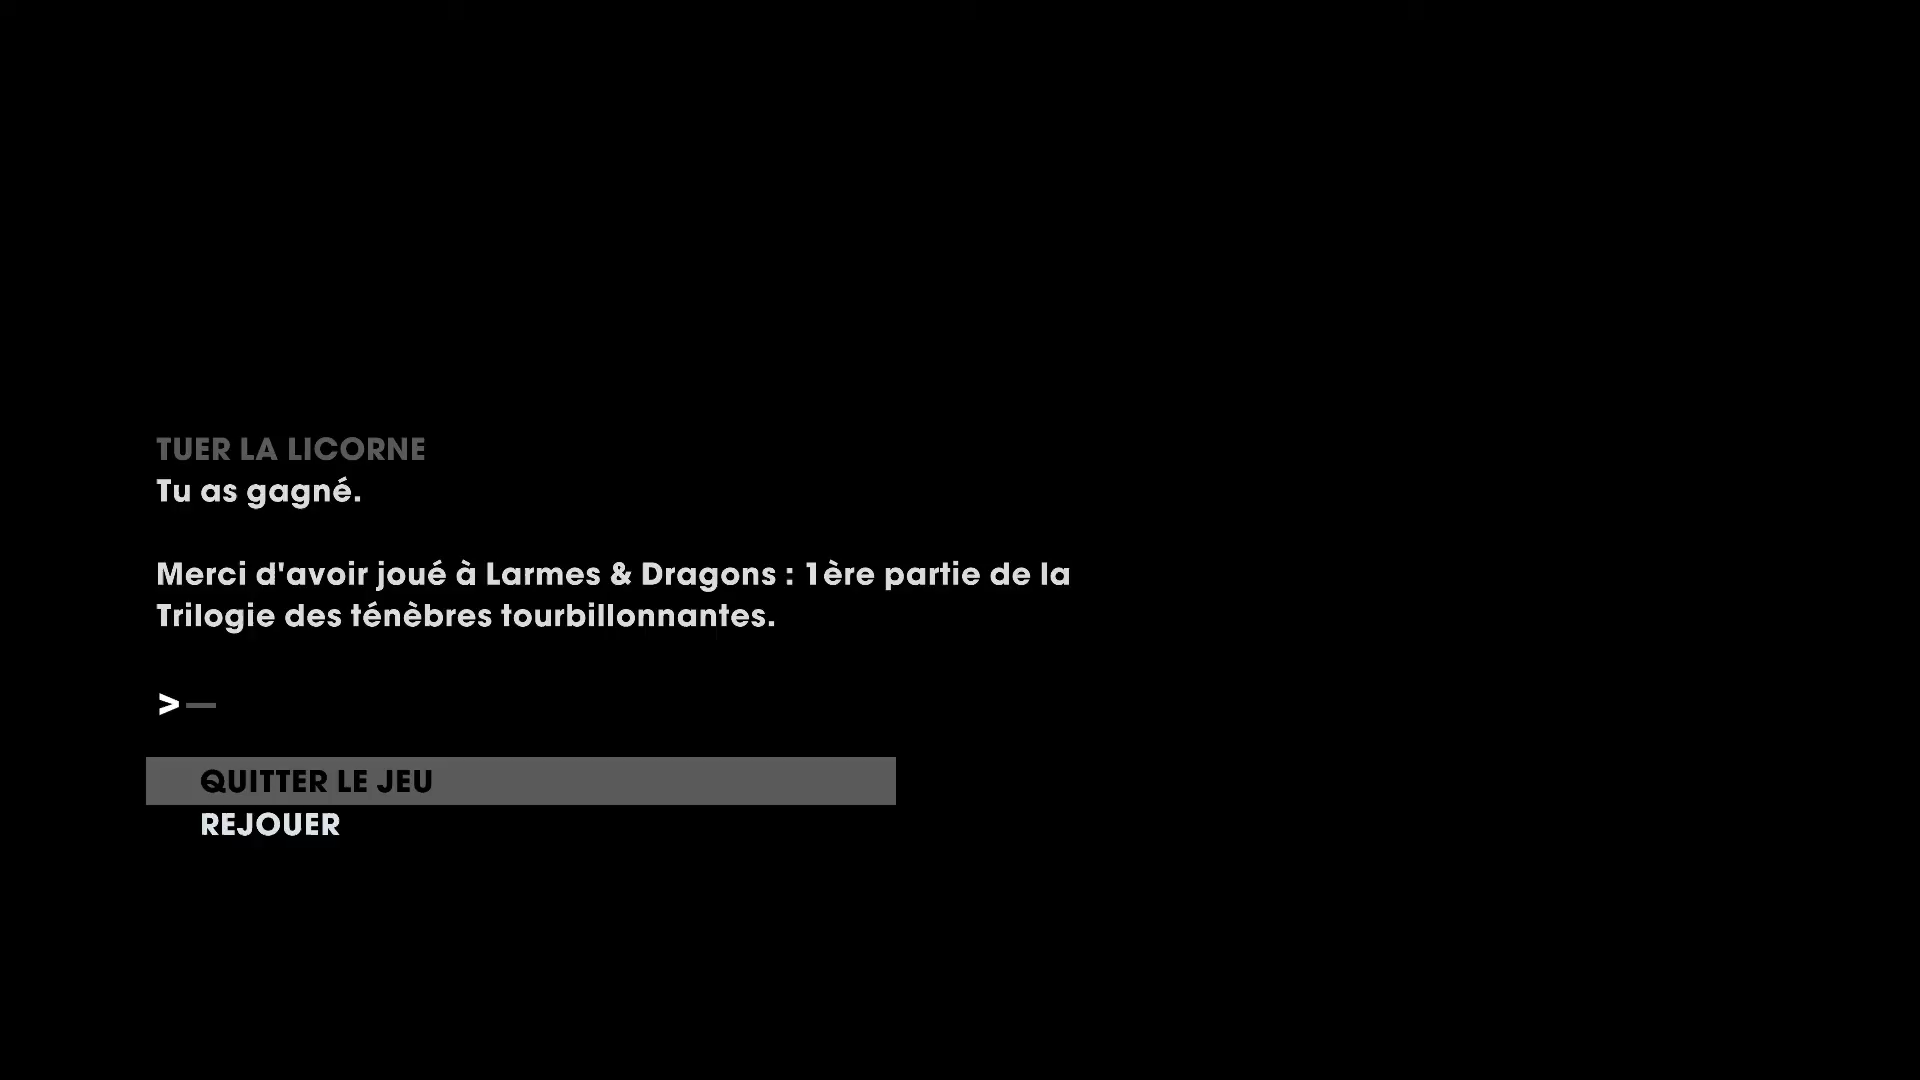 TUER LA LICORNE
Tu as gagné.
Merci d'avoir joué à Larmes & Dragons : 1ère partie de la
Trilogie des ténèbres tourbillonnantes.
>_
QUITTER LE JEU
REJOUER